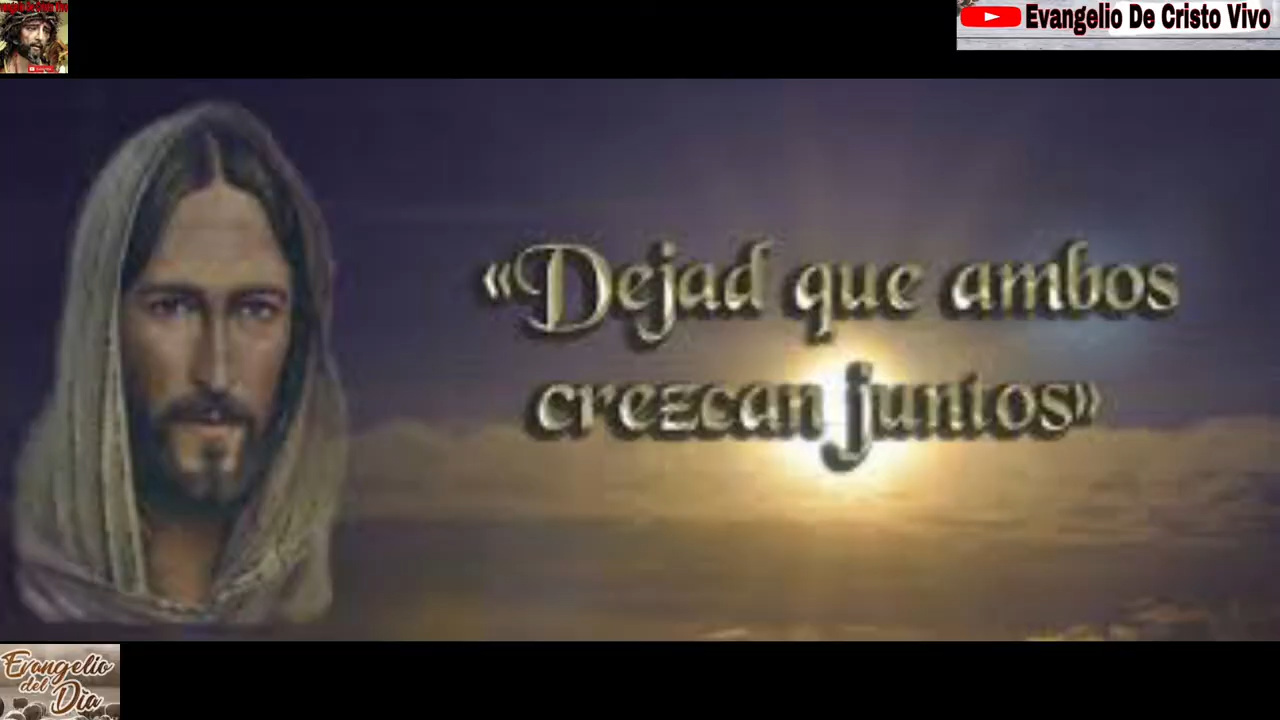 Evangelio De Cristo Vivo
«Dejad que ambos
crezcan juntos»
Evangelio
del Día